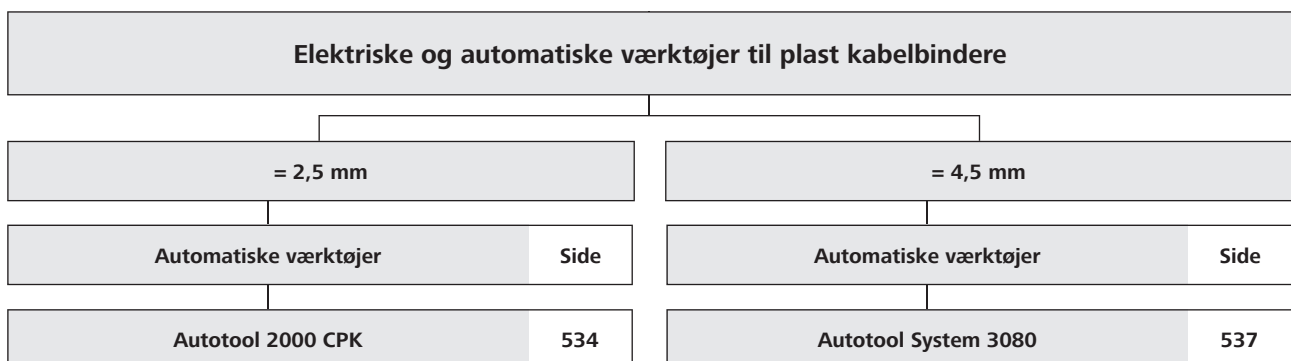 Elektriske og automatiske værktøjer til plast kabelbindere
= 2,5 mm
= 4,5 mm
Automatiske værktøjer Side
Automatiske værktøjer Side
Autotool 2000 CPK 534
Autotool System 3080 537